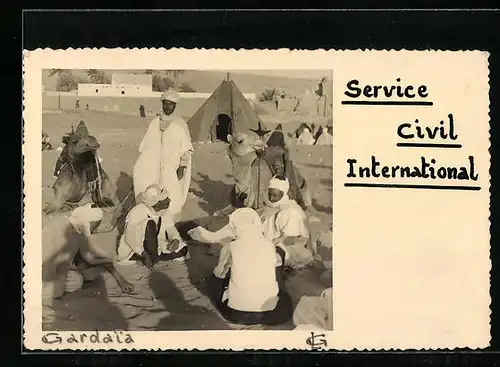 Service
Civil
International
Gardaïa